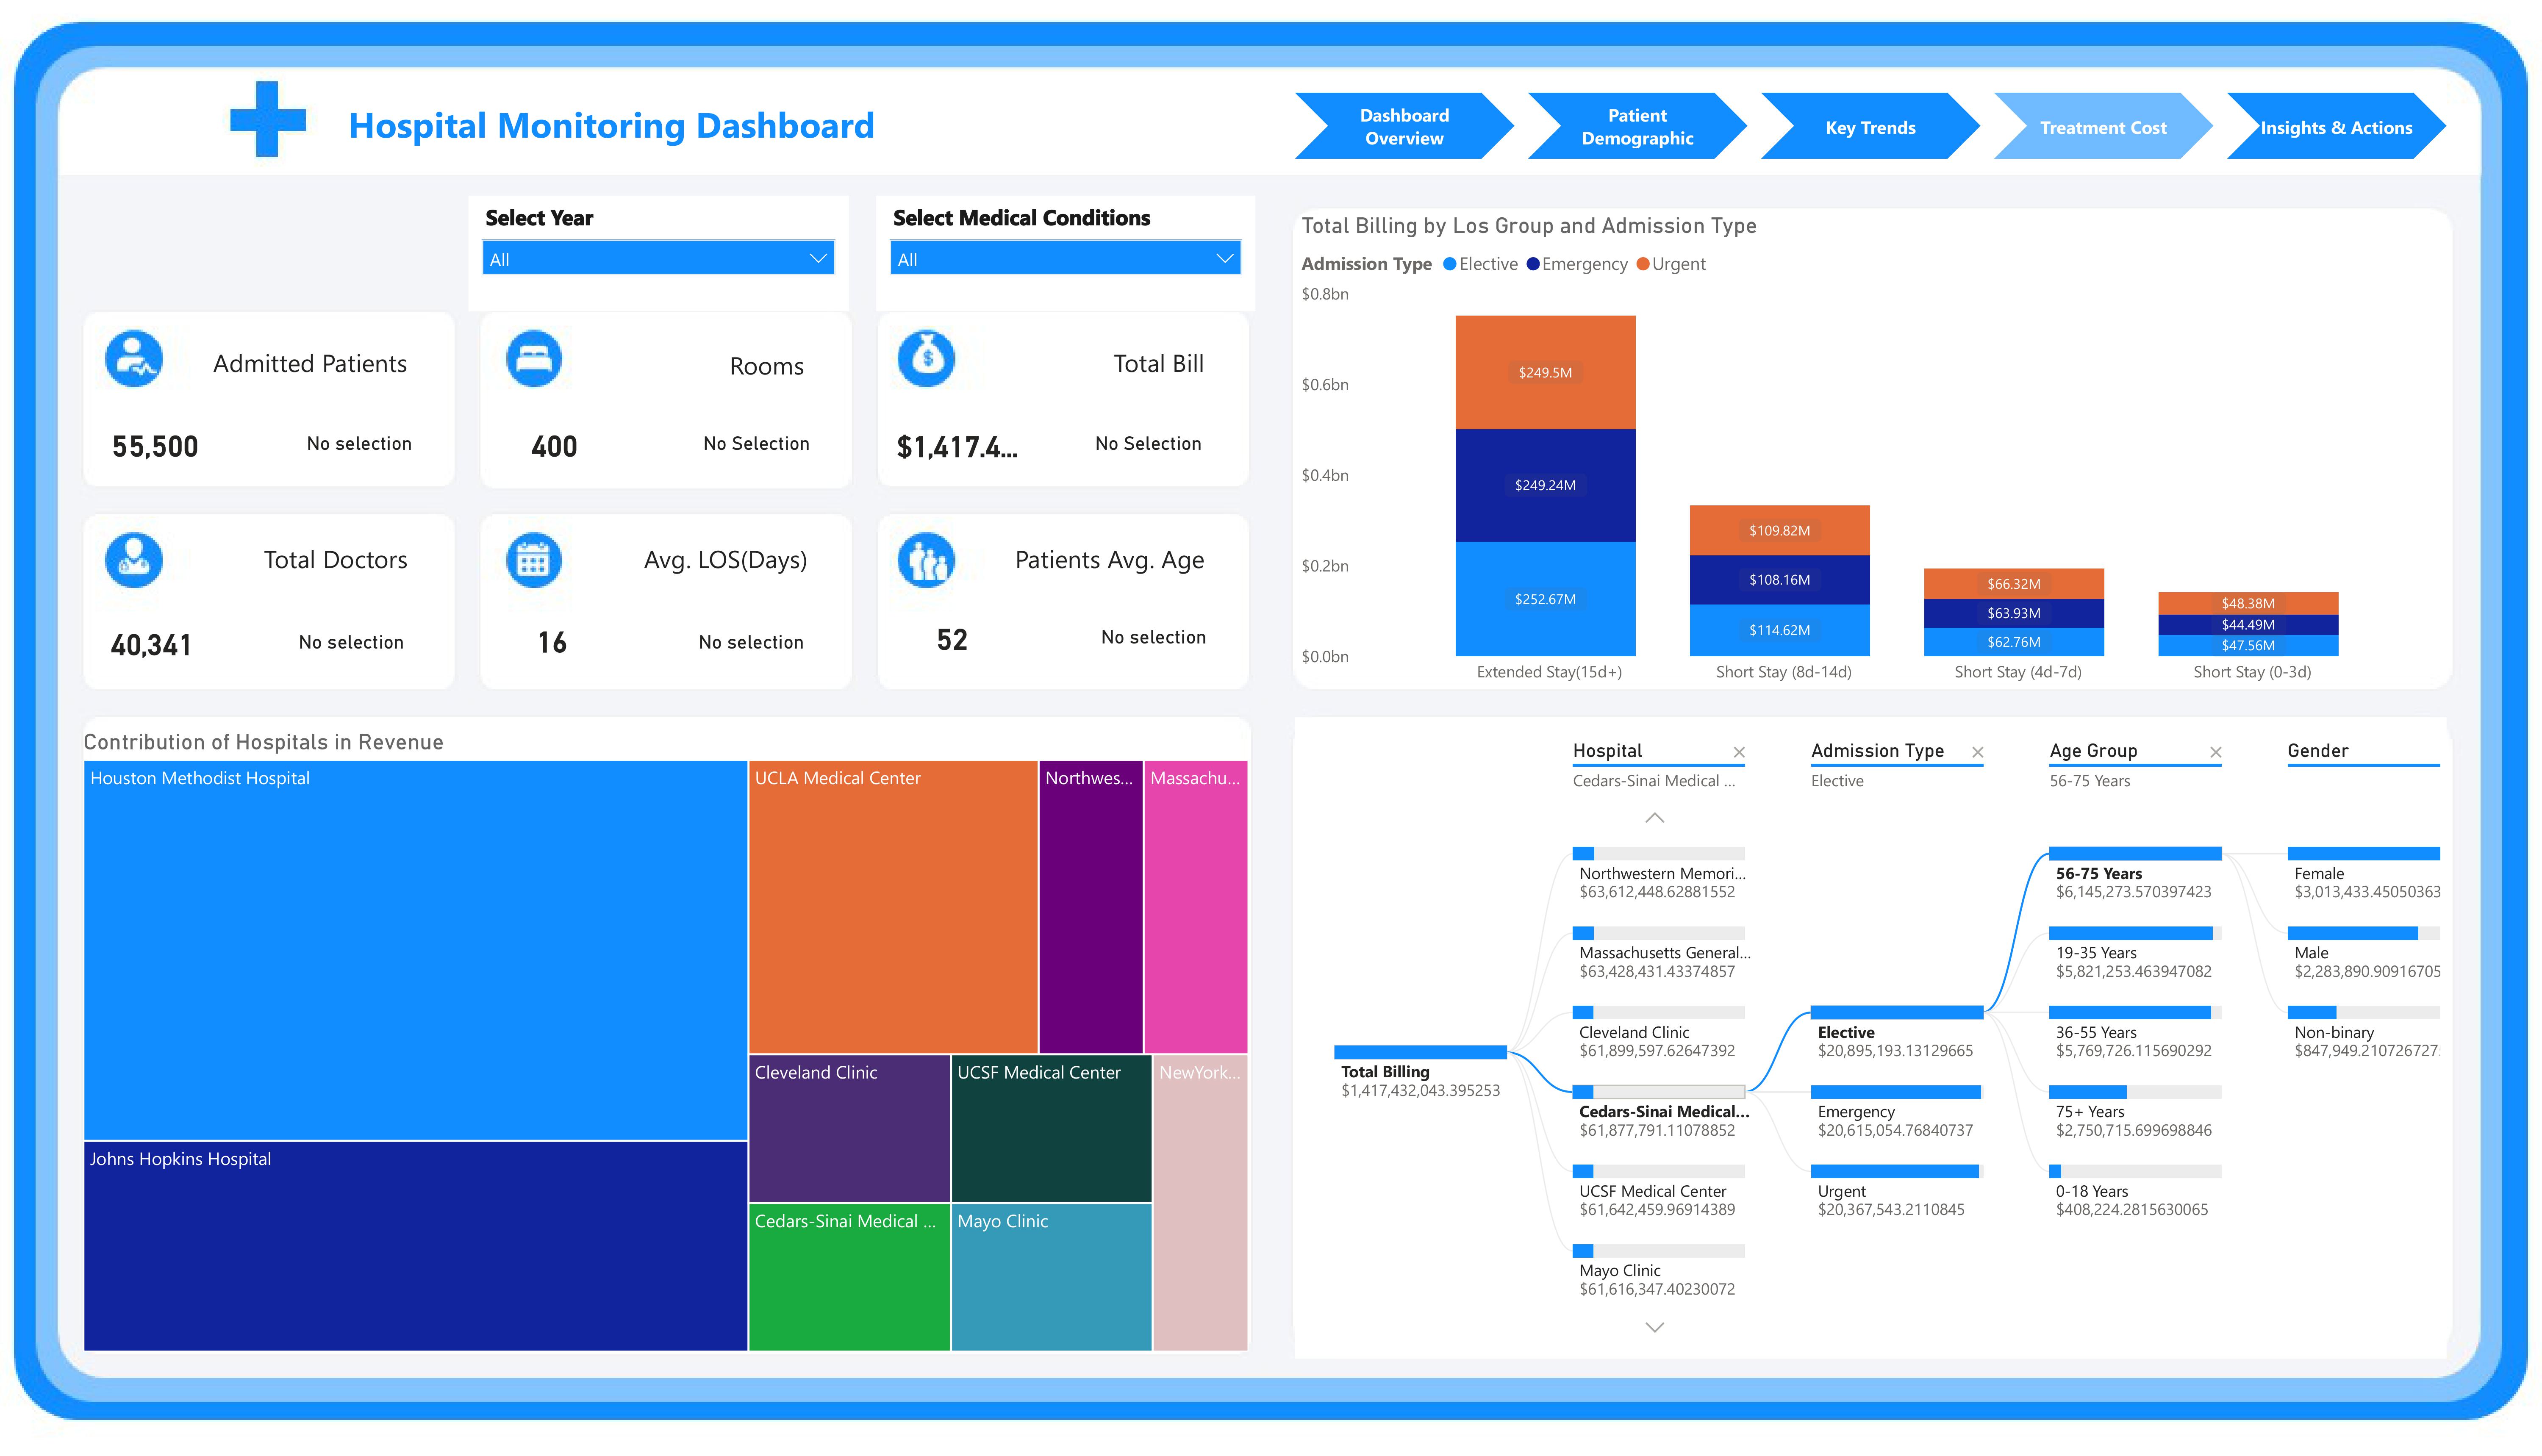 Hospital Monitoring Dashboard
Dashboard
Overview
Patient
Demographic
Key Trends
Treatment Cost
Insights & Actions
Select Year
All
Select Medical Conditions
All
Admitted Patients
55,500
No selection
Rooms
400
No Selection
Total Bill
$1,417.4...
No Selection
Total Doctors
40,341
No selection
Avg. LOS(Days)
16
No selection
Patients Avg. Age
52
No selection
Total Billing by Los Group and Admission Type
Admission Type Elective Emergency Urgent
$0.8bn
$0.6bn
$0.4bn
$0.2bn
$0.0bn
$249.5M
$249.24M
$252.67M
$109.82M
$108.16M
$114.62M
$66.32M
$63.93M
$62.76M
$48.38M
$44.49M
$47.56M
Extended Stay(15d+)
Short Stay (8d-14d)
Short Stay (4d-7d)
Short Stay (0-3d)
Contribution of Hospitals in Revenue
Houston Methodist Hospital
Johns Hopkins Hospital
UCLA Medical Center
Northwes...
Massachu...
Cleveland Clinic
UCSF Medical Center
NewYork...
Cedars-Sinai Medical ...
Mayo Clinic
Hospital
Cedars-Sinai Medical ...
Admission Type
Elective
Age Group
56-75 Years
Gender
Total Billing
$1,417,432,043.395253
Northwestern Memori...
$63,612,448.62881552
Massachusetts General...
$63,428,431.43374857
Cleveland Clinic
$61,899,597.62647392
Cedars-Sinai Medical...
$61,877,791.11078852
UCSF Medical Center
$61,642,459.96914389
Mayo Clinic
$61,616,347.40230072
Elective
$20,895,193.13129665
Emergency
$20,615,054.76840737
Urgent
$20,367,543.2110845
56-75 Years
$6,145,273.570397423
19-35 Years
$5,821,253.463947082
36-55 Years
$5,769,726.115690292
75+ Years
$2,750,715.699698846
0-18 Years
$408,224.2815630065
Female
$3,013,433.45050363
Male
$2,283,890.90916705
Non-binary
$847,949.210726727